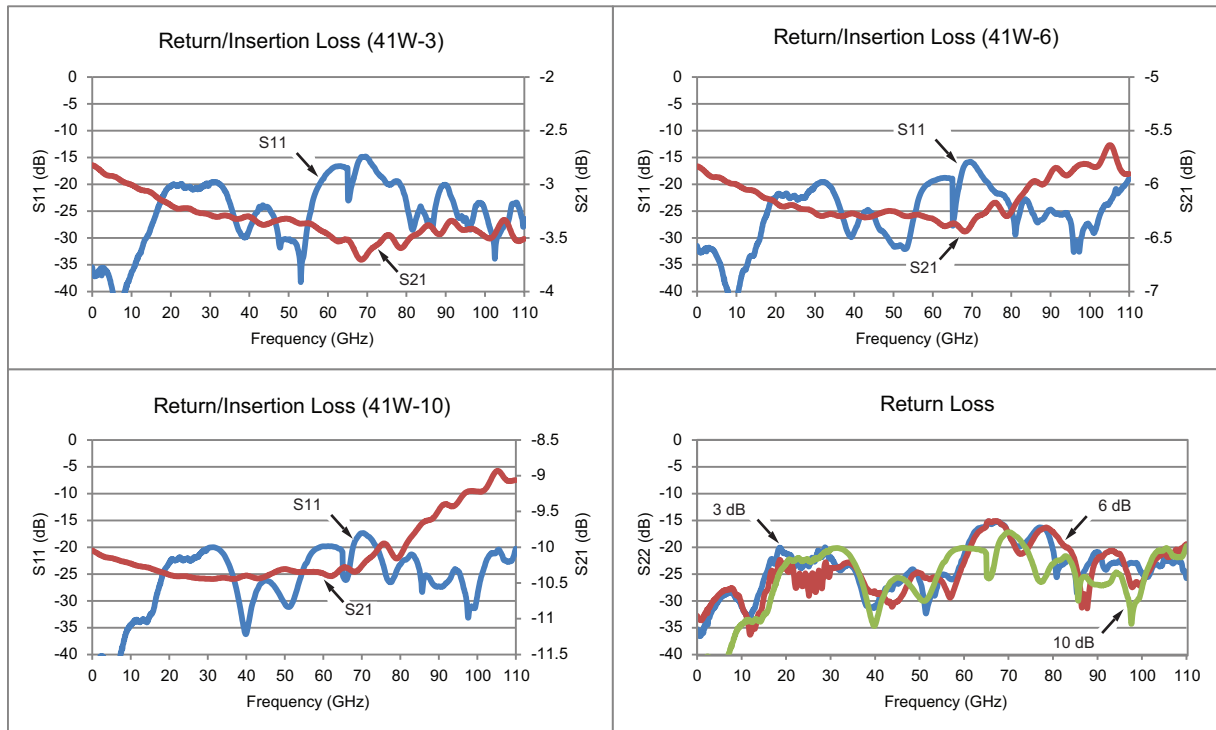 Return/Insertion Loss (41W-3)
0
-5
-10
-15
-20
-25
-30
-35
-40
S11 (dB)
-2
-2.5
-3
-3.5
-4
S21 (dB)
S11
S21
0 10 20 30 40 50 60 70 80 90 100 110
Frequency (GHz)
Return/Insertion Loss (41W-6)
0
-5
-10
-15
-20
-25
-30
-35
-40
S11 (dB)
-5
-5.5
-6
-6.5
-7
S21 (dB)
S11
S21
0 10 20 30 40 50 60 70 80 90 100 110
Frequency (GHz)
Return/Insertion Loss (41W-10)
0
-5
-10
-15
-20
-25
-30
-35
-40
S11 (dB)
-8.5
-9
-9.5
-10
-10.5
-11
-11.5
S21 (dB)
S11
S21
0 10 20 30 40 50 60 70 80 90 100 110
Frequency (GHz)
Return Loss
0
-5
-10
-15
-20
-25
-30
-35
-40
S22 (dB)
3 dB
6 dB
10 dB
0 10 20 30 40 50 60 70 80 90 100 110
Frequency (GHz)